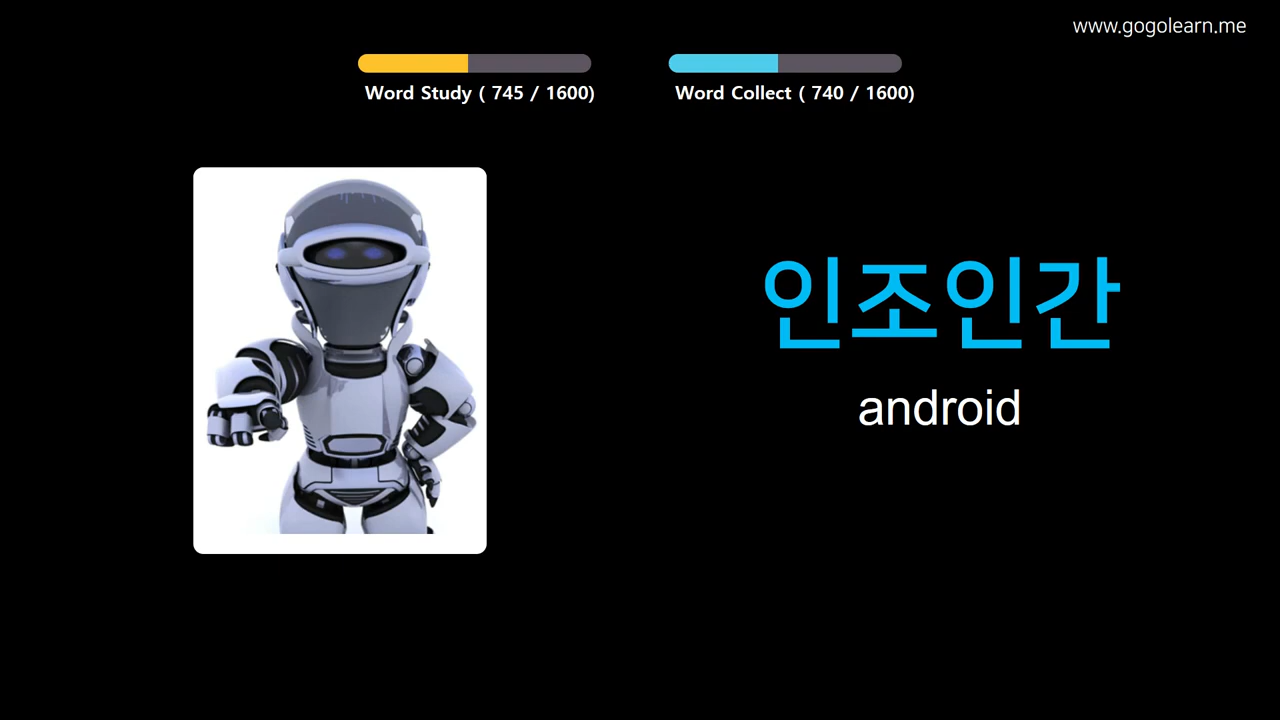 www.gogolearn.me
Word Study ( 745 / 1600)
Word Collect ( 740 / 1600)
인조인간
android